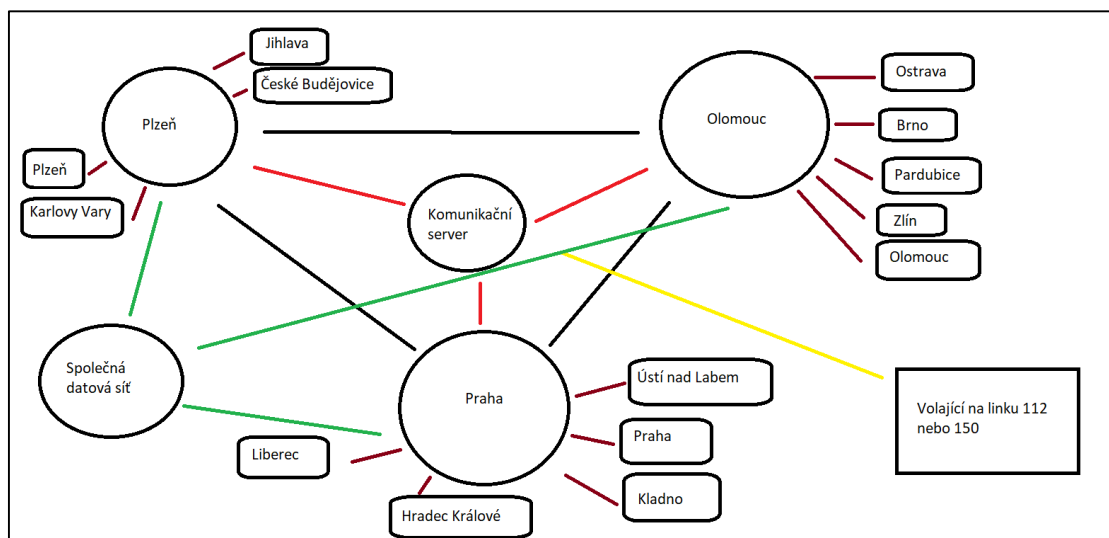 Jihlava
České Budějovice
Plzeň
Plzeň
Karlovy Vary
Komunikační
server
Olomouc
Ostrava
Brno
Pardubice
Zlín
Olomouc
Společná
datová síť
Praha
Ústí nad Labem
Praha
Kladno
Liberec
Hradec Králové
Volající na linku 112
nebo 150